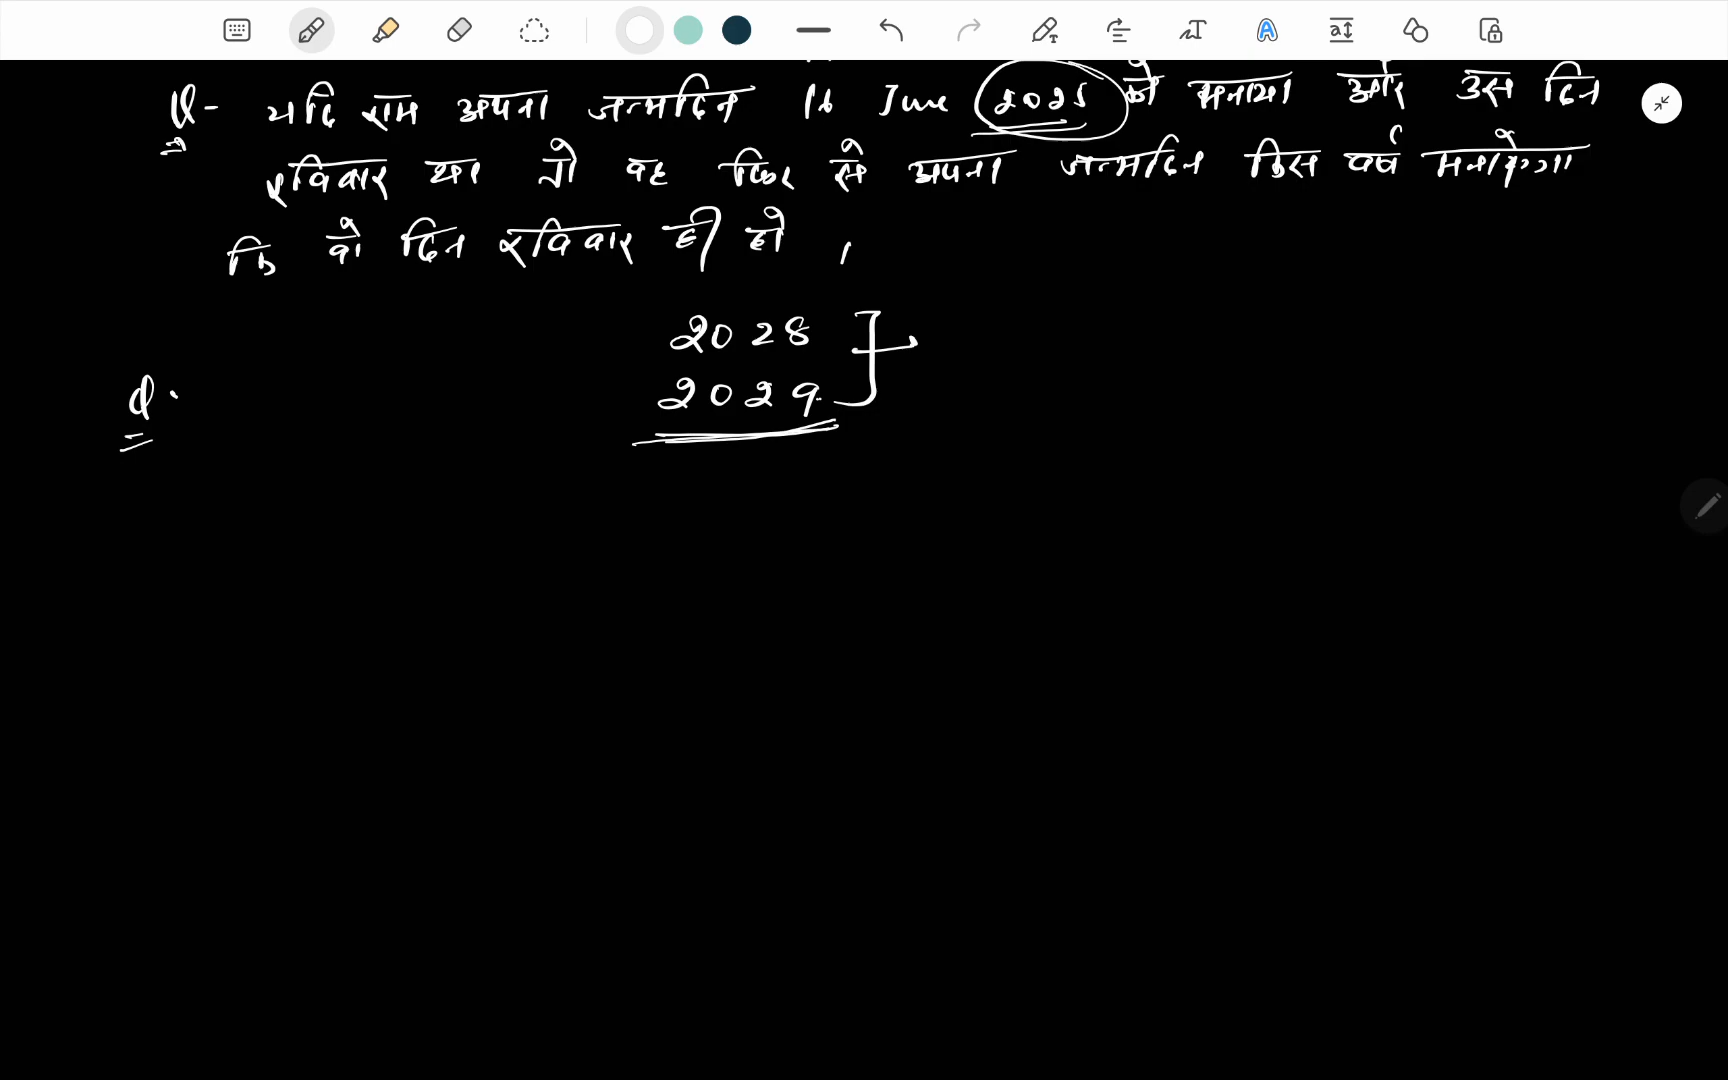 Q- यदि राम अपना जन्मदिन 16 June 2025 को मनाया और उस दिन
रविवार था तो वह फिर से अपना जन्मदिन किस वर्ष मनाएगा
कि वो दिन रविवार ही हो ,
2028
Q. 2029